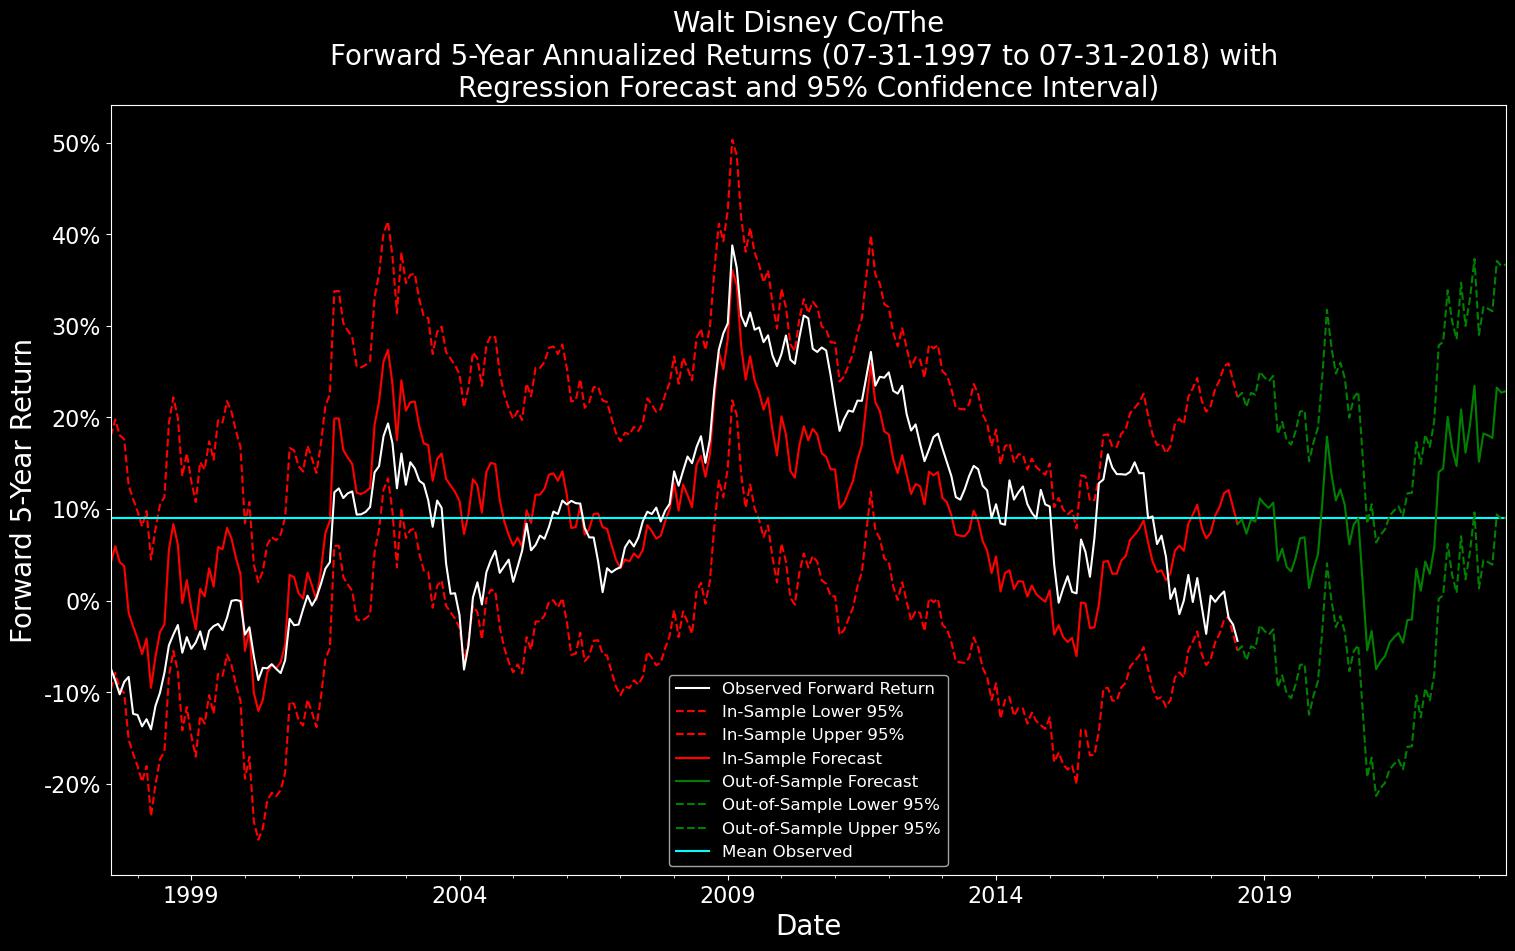 Walt Disney Co/The
Forward 5-Year Annualized Returns (07-31-1997 to 07-31-2018) with
Regression Forecast and 95% Confidence Interval)
50%
40%
30%
20%
10%
0%
-10%
-20%
Forward 5-Year Return
Observed Forward Return
In-Sample Lower 95%
In-Sample Upper 95%
In-Sample Forecast
Out-of-Sample Forecast
Out-of-Sample Lower 95%
Out-of-Sample Upper 95%
Mean Observed
1999 2004 2009 2014 2019
Date